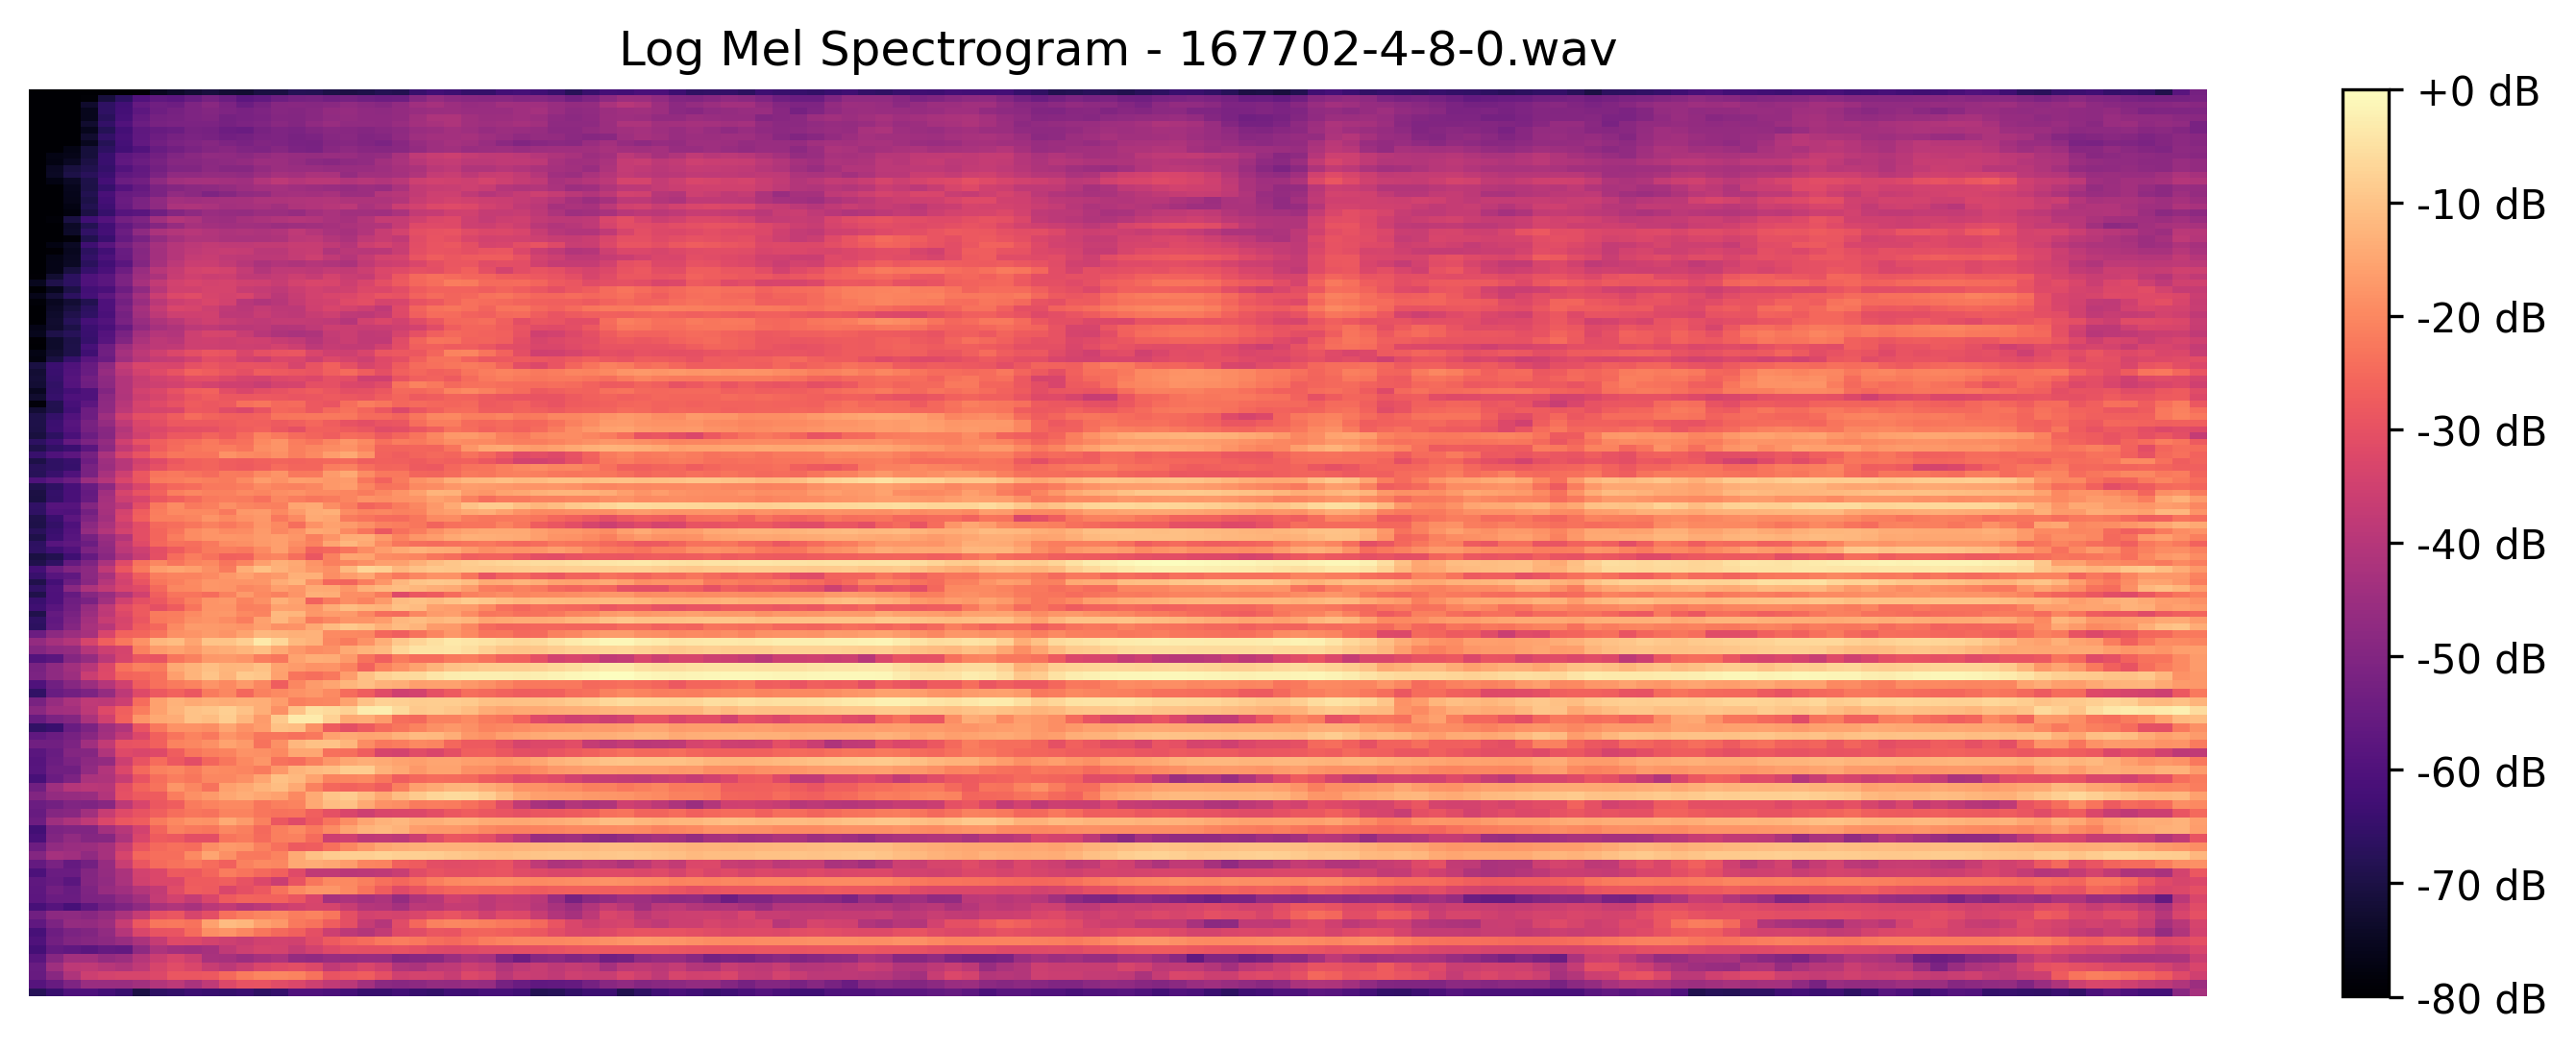 Log Mel Spectrogram - 167702-4-8-0.wav
+0 dB
-10 dB
-20 dB
-30 dB
-40 dB
-50 dB
-60 dB
-70 dB
-80 dB